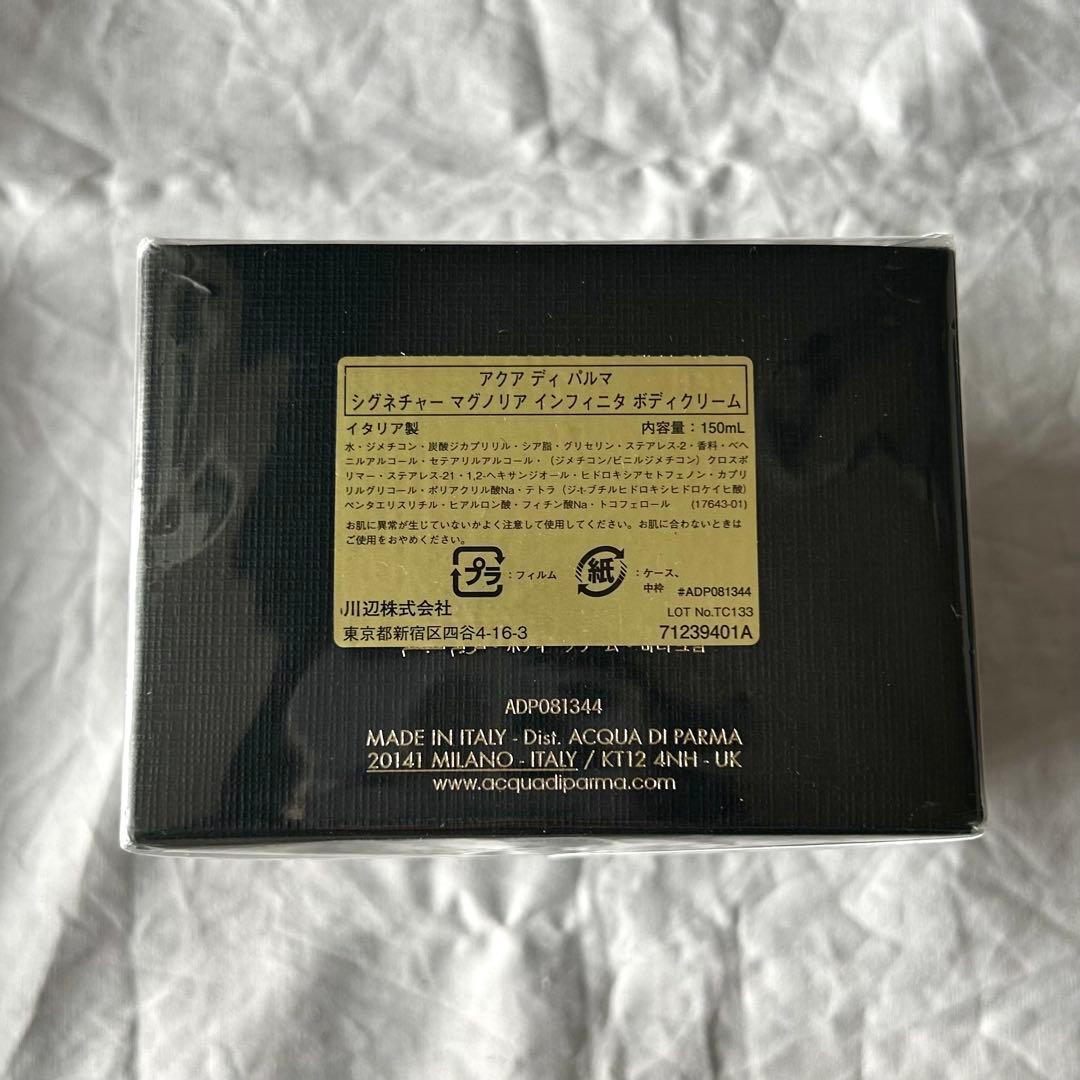 アクア ディ パルマ
シグネチャー マグノリア インフィニタ ボディクリーム
イタリア製 内容量：150mL
水・ジメチコン・炭酸ジカプリリル・シア脂・グリセリン・ステアレス-2・香料・ベヘ
ニルアルコール・セテアリルアルコール・（ジメチコン/ビニルジメチコン）クロスポ
リマー・ステアレス-21・1,2-ヘキサンジオール・ヒドロキシアセトフェノン・カプリ
リルグリコール・ポリアクリル酸Na・テトラ（ジ-t-ブチルヒドロキシヒドロケイヒ酸）
ペンタエリスリチル・ヒアルロン酸・フィチン酸Na・トコフェロール (17643-01)
お肌に異常が生じていないかよく注意して使用してください。お肌に合わないときは
ご使用をおやめください。
プラ：フィルム 紙：ケース、
中枠 #ADP081344
川辺株式会社 LOT No.TC133
東京都新宿区四谷4-16-3 71239401A
ADP081344
MADE IN ITALY - Dist. ACQUA DI PARMA
20141 MILANO - ITALY / KT12 4NH - UK
www.acquadiparma.com